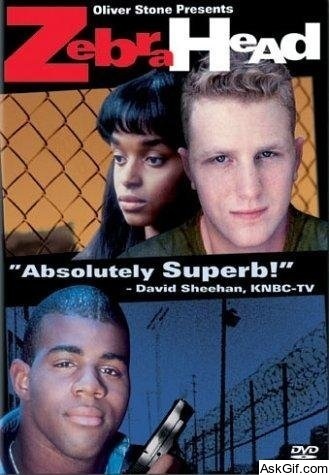 Oliver Stone Presents
ZebraHead
"Absolutely Superb!"
- David Sheehan, KNBC-TV
DVD
AskGif.com